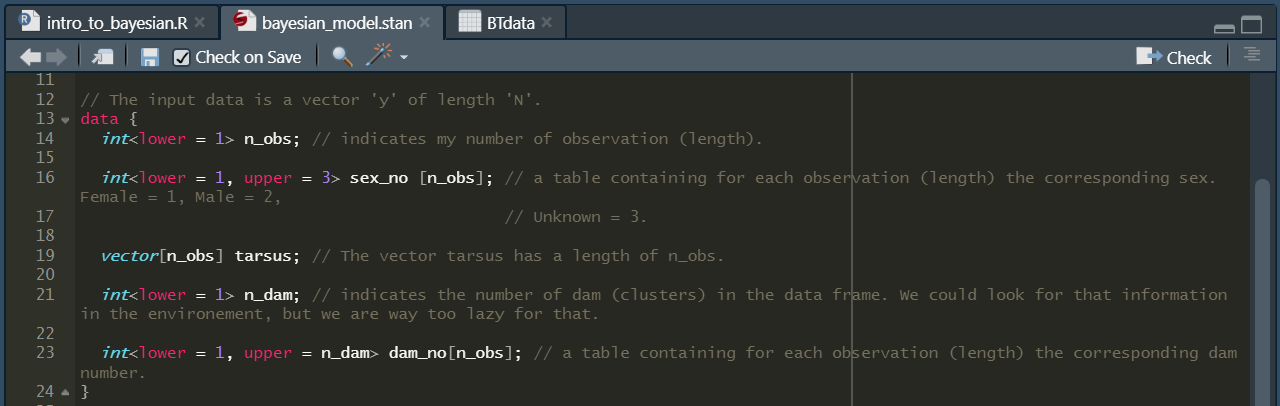 intro_to_bayesian.R
bayesian_model.stan
BTdata
Check on Save
Check
11
12 // The input data is a vector 'y' of length 'N'.
13 data {
14 int<lower = 1> n_obs; // indicates my number of observation (length).
15
16 int<lower = 1, upper = 3> sex_no [n_obs]; // a table containing for each observation (length) the corresponding sex.
Female = 1, Male = 2,
17 // Unknown = 3.
18
19 vector[n_obs] tarsus; // The vector tarsus has a length of n_obs.
20
21 int<lower = 1> n_dam; // indicates the number of dam (clusters) in the data frame. We could look for that information
in the environement, but we are way too lazy for that.
22
23 int<lower = 1, upper = n_dam> dam_no[n_obs]; // a table containing for each observation (length) the corresponding dam
number.
24 }